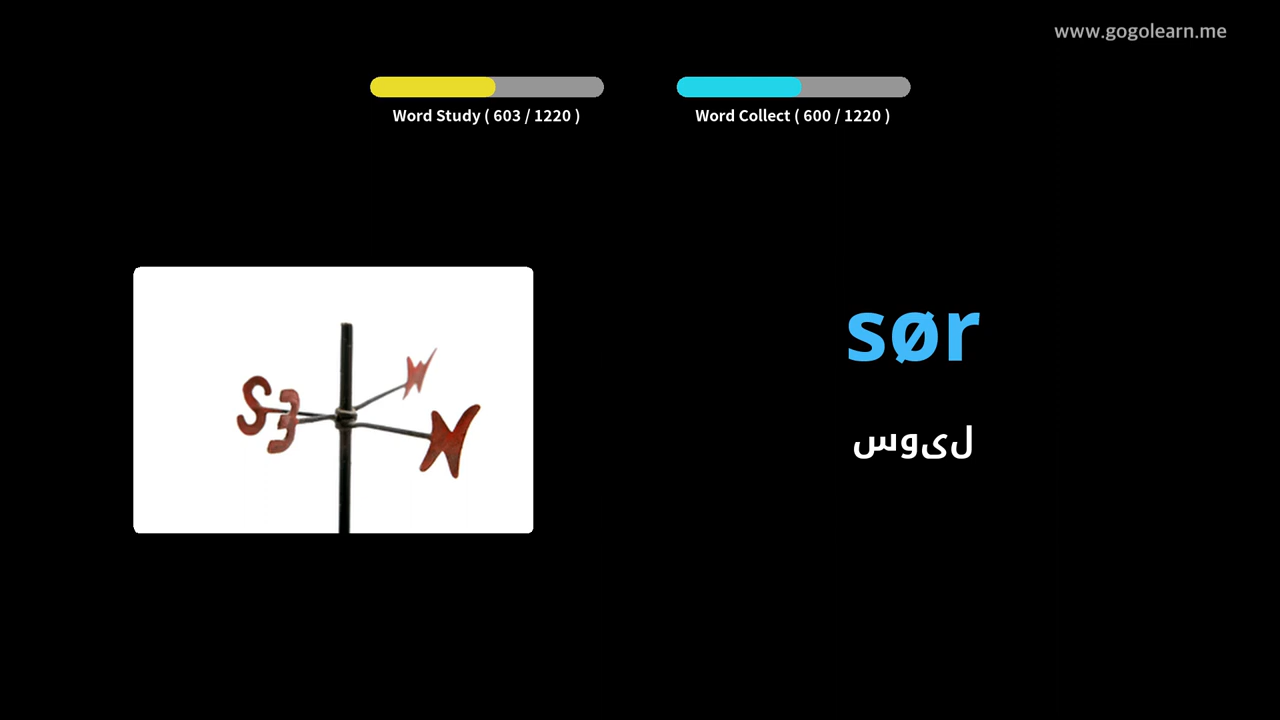 www.gogolearn.me
Word Study ( 603 / 1220 )
Word Collect ( 600 / 1220 )
sør
لیوس
S
E
N
W